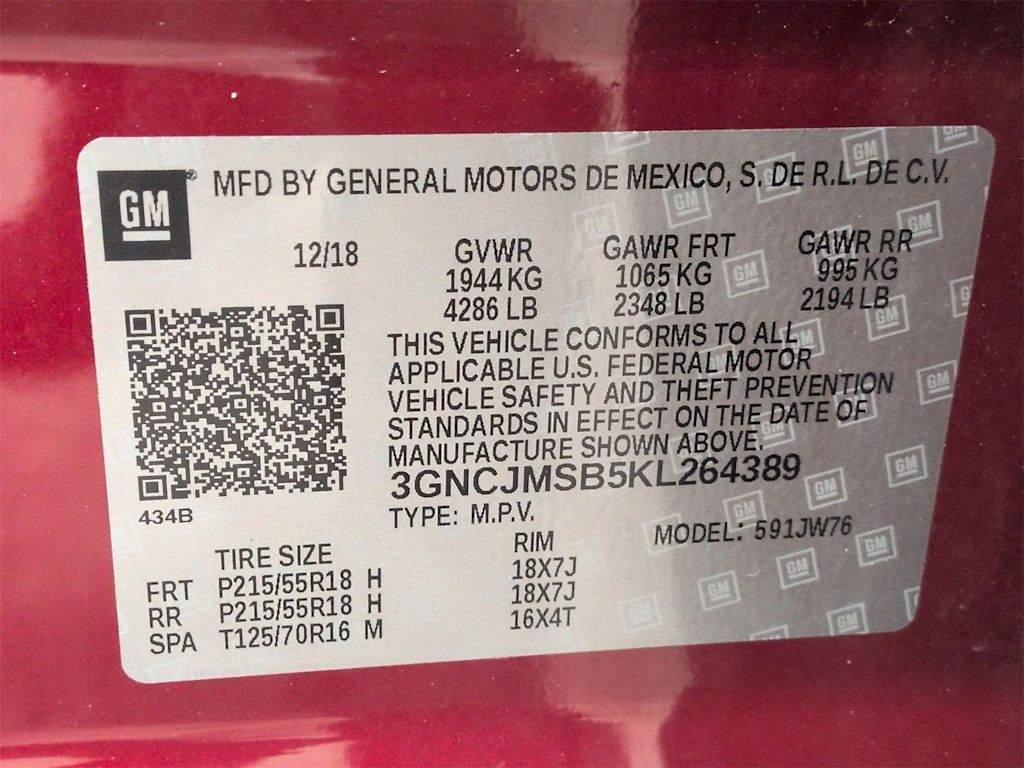 GM ® MFD BY GENERAL MOTORS DE MEXICO, S. DE R.L. DE C.V.
12/18 GVWR GAWR FRT GAWR RR
1944 KG 1065 KG 995 KG
4286 LB 2348 LB 2194 LB
THIS VEHICLE CONFORMS TO ALL
APPLICABLE U.S. FEDERAL MOTOR
VEHICLE SAFETY AND THEFT PREVENTION
STANDARDS IN EFFECT ON THE DATE OF
MANUFACTURE SHOWN ABOVE.
3GNCJMSB5KL264389
434B
TYPE: M.P.V. MODEL: 591JW76
TIRE SIZE RIM
FRT P215/55R18 H 18X7J
RR P215/55R18 H 18X7J
SPA T125/70R16 M 16X4T